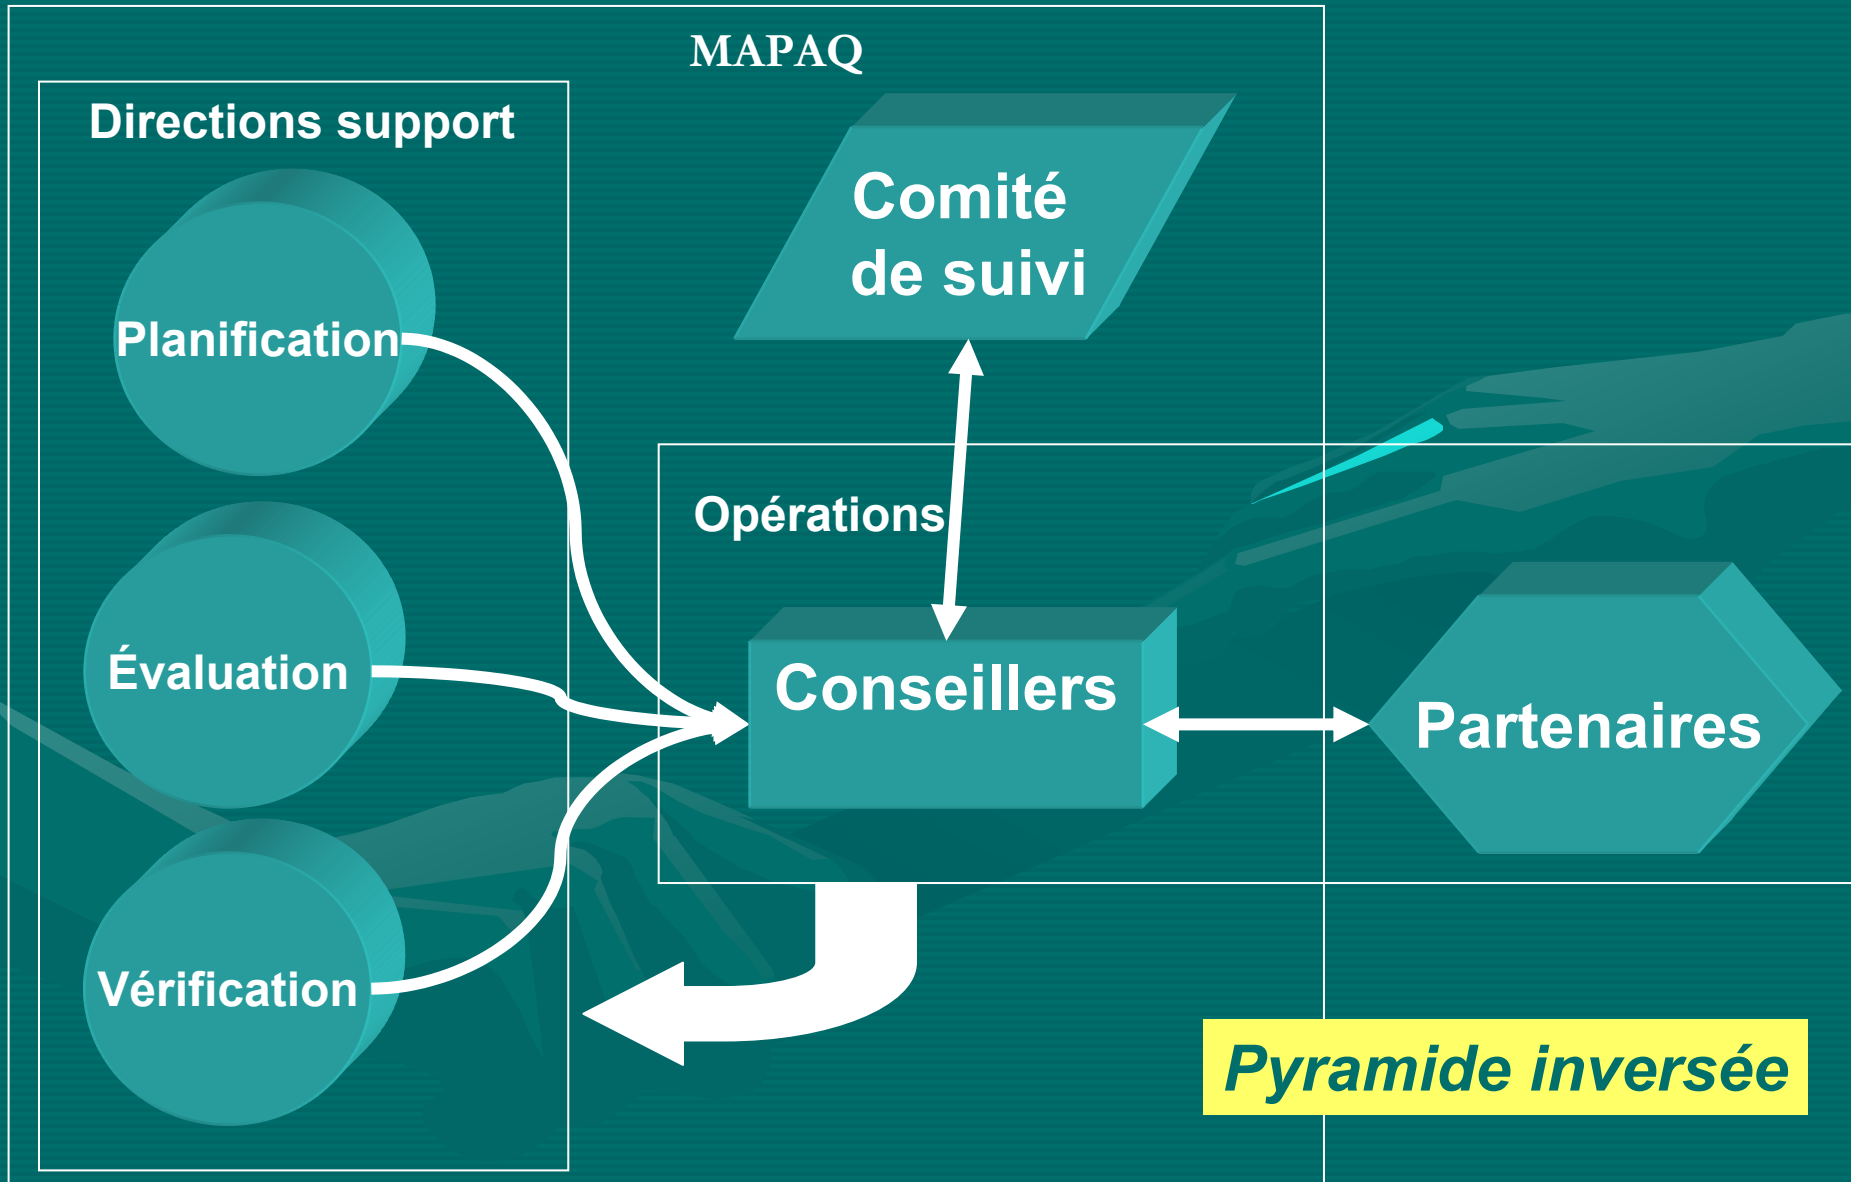 MAPAQ
Directions support
Planification
Évaluation
Vérification
Comité
de suivi
Opérations
Conseillers
Partenaires
Pyramide inversée